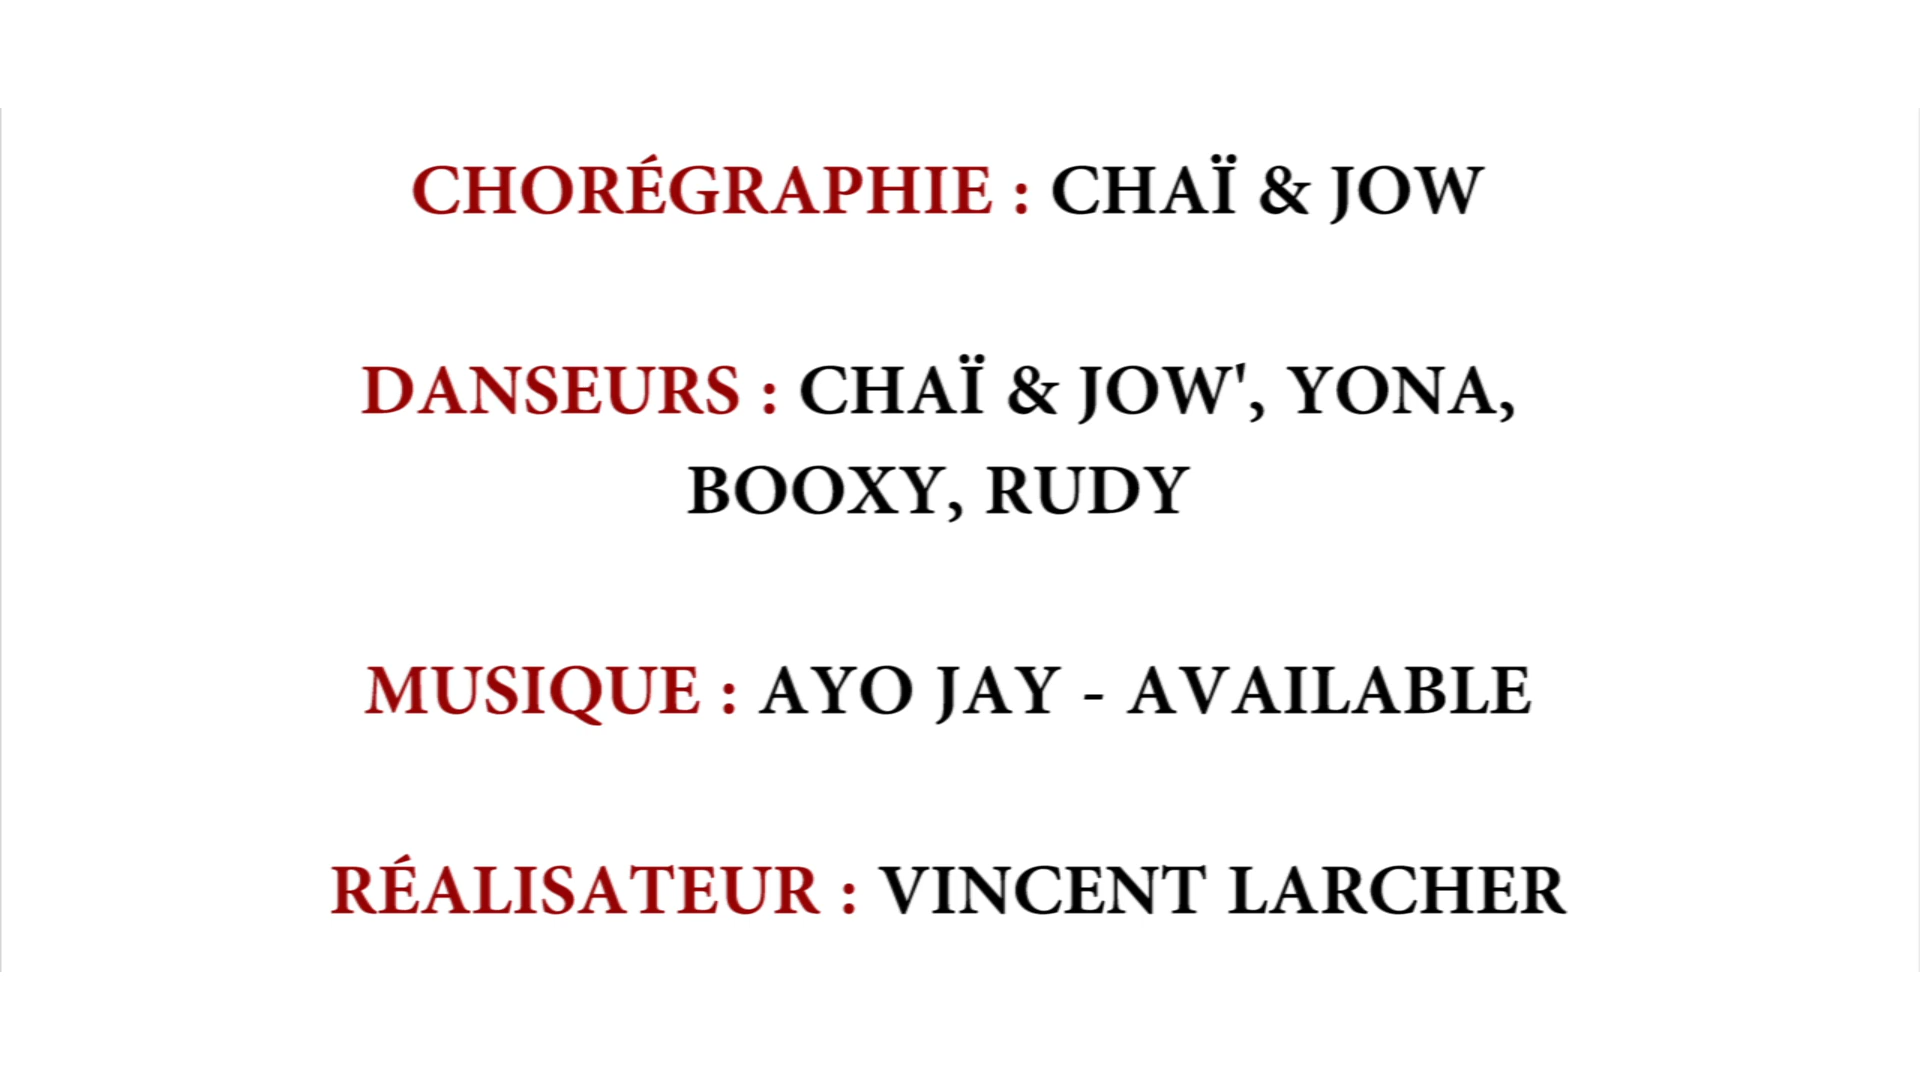 CHORÉGRAPHIE : CHAÏ & JOW
DANSEURS : CHAÏ & JOW', YONA,
BOOXY, RUDY
MUSIQUE : AYO JAY - AVAILABLE
RÉALISATEUR : VINCENT LARCHER